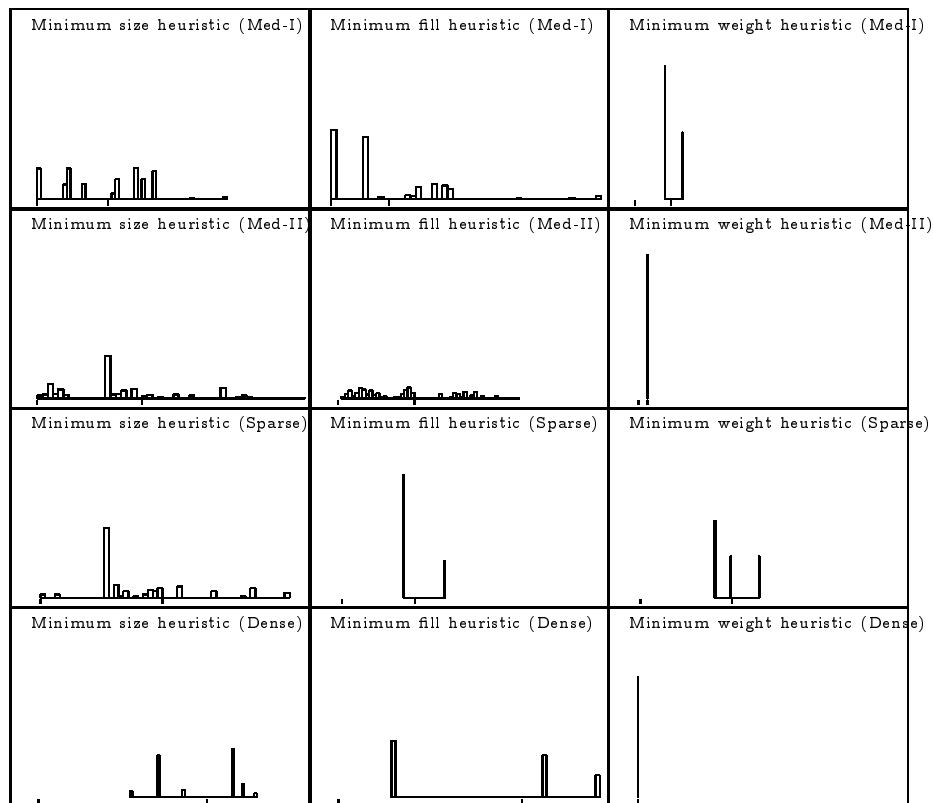 Minimum size heuristic (Med-I)
Minimum fill heuristic (Med-I)
Minimum weight heuristic (Med-I)
Minimum size heuristic (Med-II)
Minimum fill heuristic (Med-II)
Minimum weight heuristic (Med-II)
Minimum size heuristic (Sparse)
Minimum fill heuristic (Sparse)
Minimum weight heuristic (Sparse)
Minimum size heuristic (Dense)
Minimum fill heuristic (Dense)
Minimum weight heuristic (Dense)